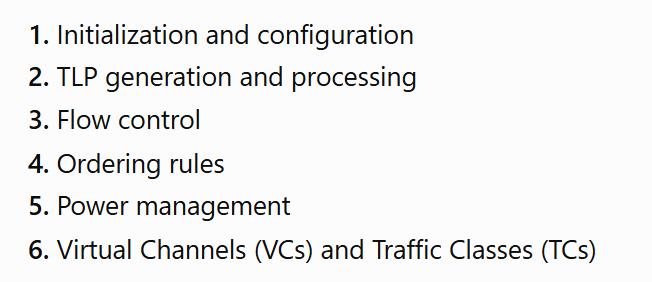 1. Initialization and configuration
2. TLP generation and processing
3. Flow control
4. Ordering rules
5. Power management
6. Virtual Channels (VCs) and Traffic Classes (TCs)